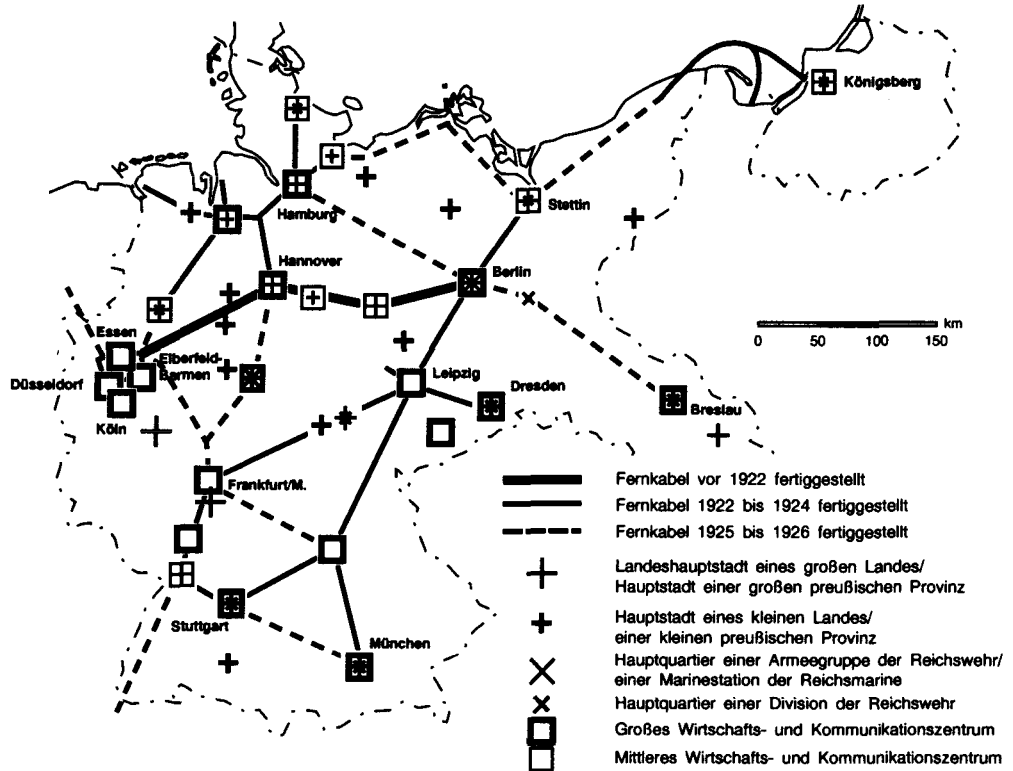 Königsberg
Stettin
Hamburg
Hannover
Berlin
km
0 50 100 150
Essen
Elberfeld-
Barmen
Düsseldorf
Köln
Leipzig
Dresden
Breslau
Frankfurt/M.
Stuttgart
München
Fernkabel vor 1922 fertiggestellt
Fernkabel 1922 bis 1924 fertiggestellt
Fernkabel 1925 bis 1926 fertiggestellt
Landeshauptstadt eines großen Landes/
Hauptstadt einer großen preußischen Provinz
Hauptstadt eines kleinen Landes/
einer kleinen preußischen Provinz
Hauptquartier einer Armeegruppe der Reichswehr/
einer Marinestation der Reichsmarine
Hauptquartier einer Division der Reichswehr
Großes Wirtschafts- und Kommunikationszentrum
Mittleres Wirtschafts- und Kommunikationszentrum